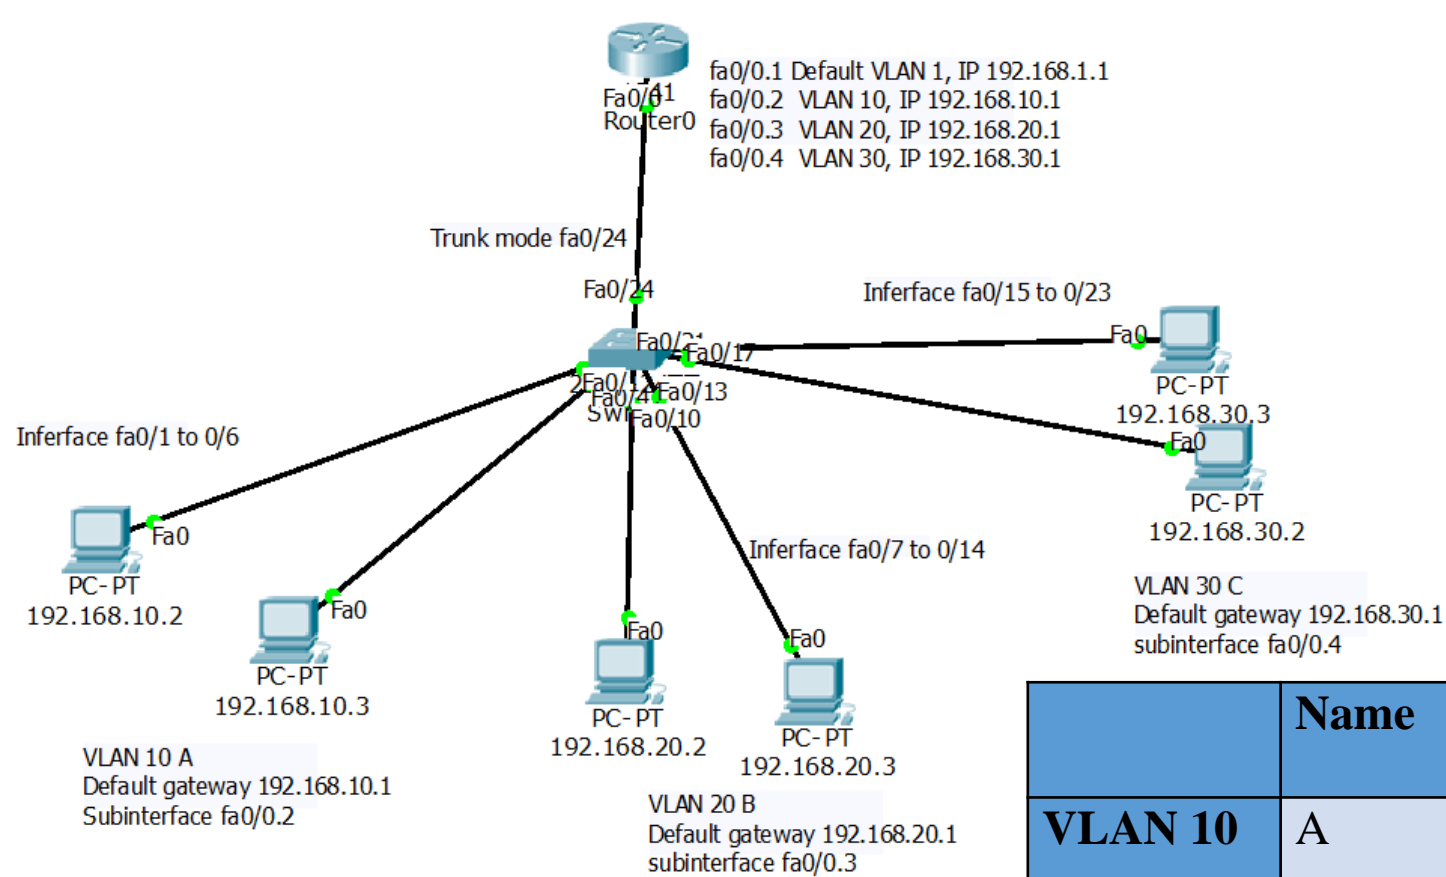 fa0/0.1 Default VLAN 1, IP 192.168.1.1
fa0/0.2 VLAN 10, IP 192.168.10.1
fa0/0.3 VLAN 20, IP 192.168.20.1
fa0/0.4 VLAN 30, IP 192.168.30.1
Fa0/0
Router0
Trunk mode fa0/24
Fa0/24
Inferface fa0/15 to 0/23
Fa0
PC-PT
192.168.30.3
Fa0/17
Fa0/13
Fa0/4
Fa0/10
Fa0
PC-PT
192.168.30.2
Inferface fa0/1 to 0/6
Fa0
PC-PT
192.168.10.2
Fa0
PC-PT
192.168.10.3
Inferface fa0/7 to 0/14
Fa0
PC-PT
192.168.20.2
Fa0
PC-PT
192.168.20.3
VLAN 30 C
Default gateway 192.168.30.1
subinterface fa0/0.4
VLAN 10 A
Default gateway 192.168.10.1
Subinterface fa0/0.2
VLAN 20 B
Default gateway 192.168.20.1
subinterface fa0/0.3
Name
VLAN 10 A